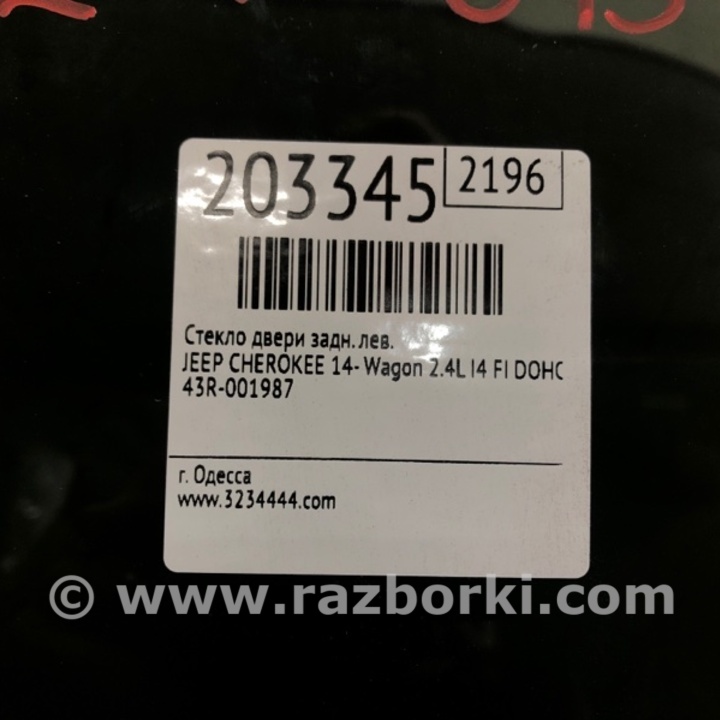 203345 2196
Стекло двери задн. лев.
JEEP CHEROKEE 14- Wagon 2.4L I4 FI DOHC
43R-001987
г. Одесса
www.3234444.com
© www.razborki.com